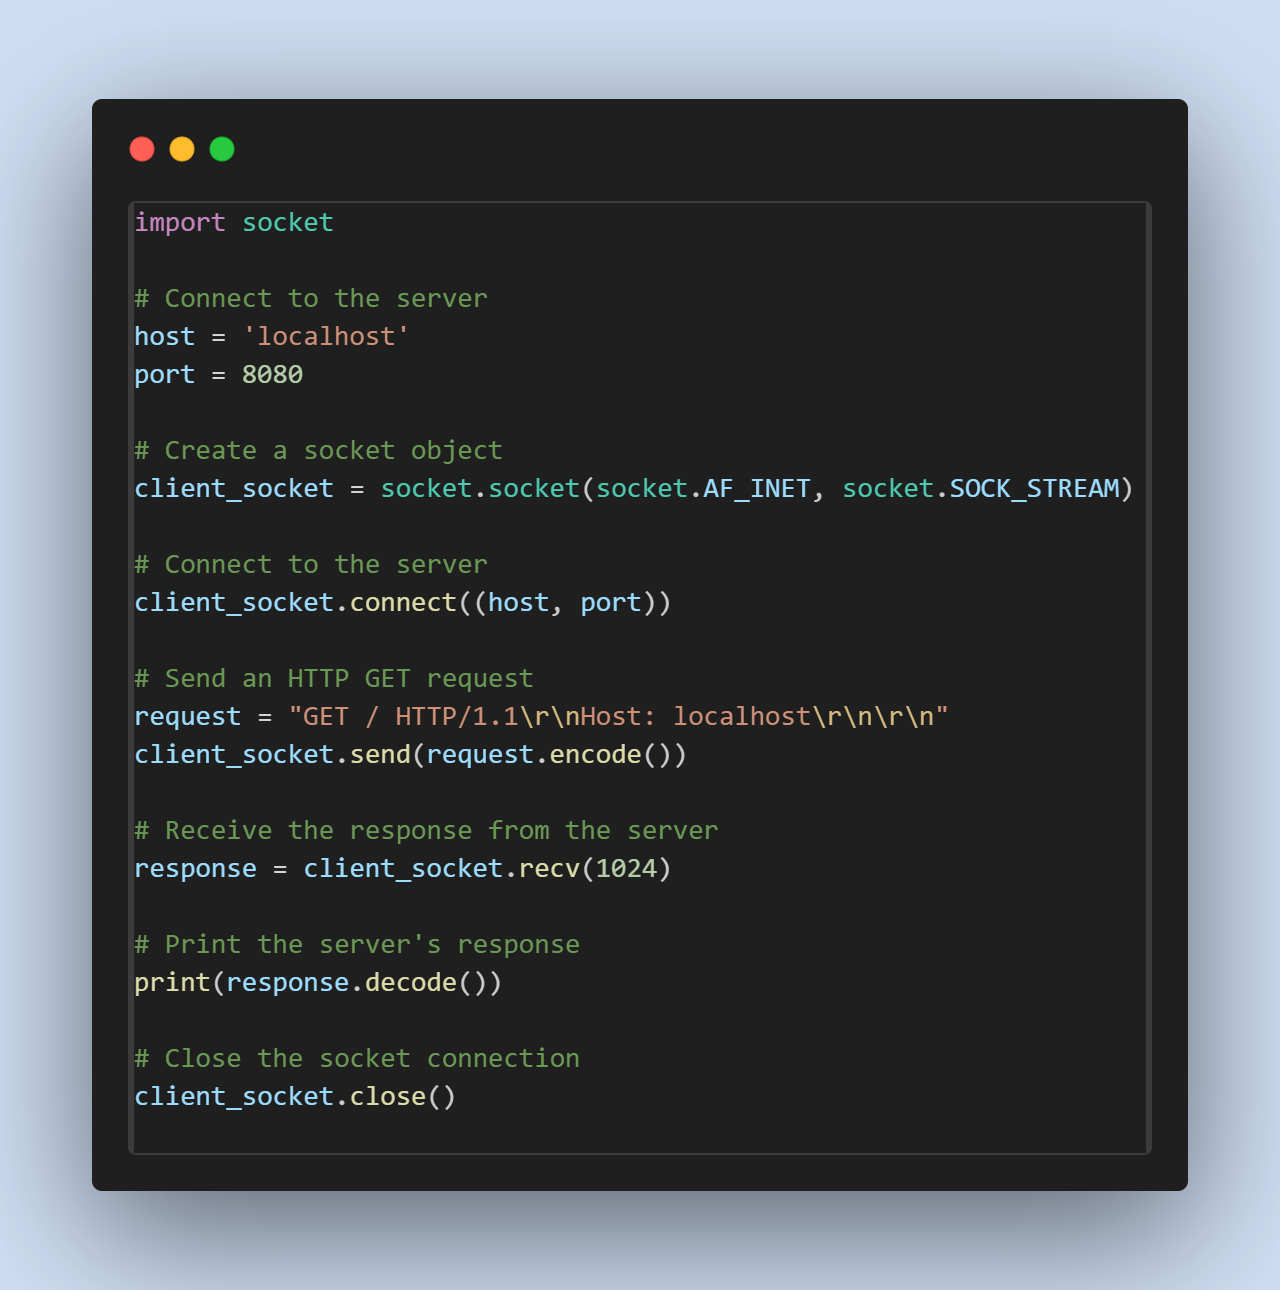 import socket

# Connect to the server
host = 'localhost'
port = 8080

# Create a socket object
client_socket = socket.socket(socket.AF_INET, socket.SOCK_STREAM)

# Connect to the server
client_socket.connect((host, port))

# Send an HTTP GET request
request = "GET / HTTP/1.1\r\nHost: localhost\r\n\r\n"
client_socket.send(request.encode())

# Receive the response from the server
response = client_socket.recv(1024)

# Print the server's response
print(response.decode())

# Close the socket connection
client_socket.close()